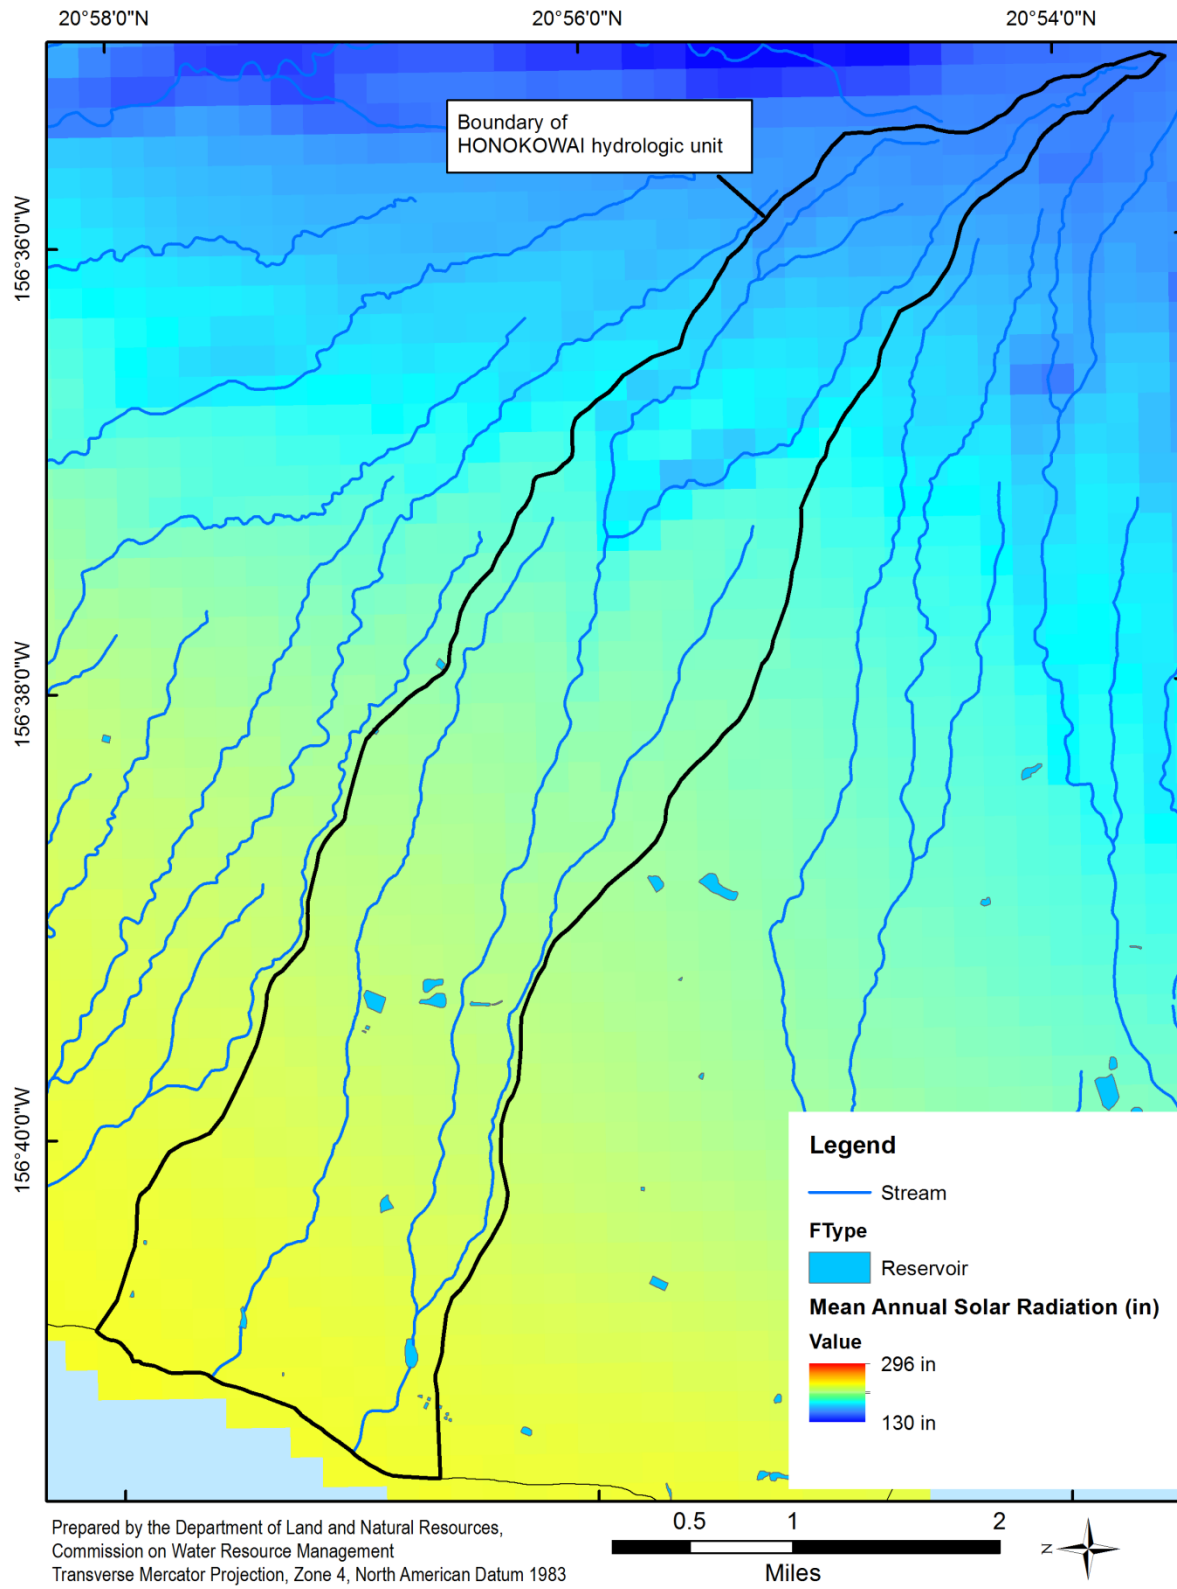 20°58'0"N
20°56'0"N
20°54'0"N
Boundary of
HONOKOWAI hydrologic unit
156°36'0"W
156°38'0"W
156°40'0"W
Legend
Stream
FType
Reservoir
Mean Annual Solar Radiation (in)
Value
296 in
130 in
Prepared by the Department of Land and Natural Resources,
Commission on Water Resource Management
Transverse Mercator Projection, Zone 4, North American Datum 1983
0.5 1 2
Miles
N